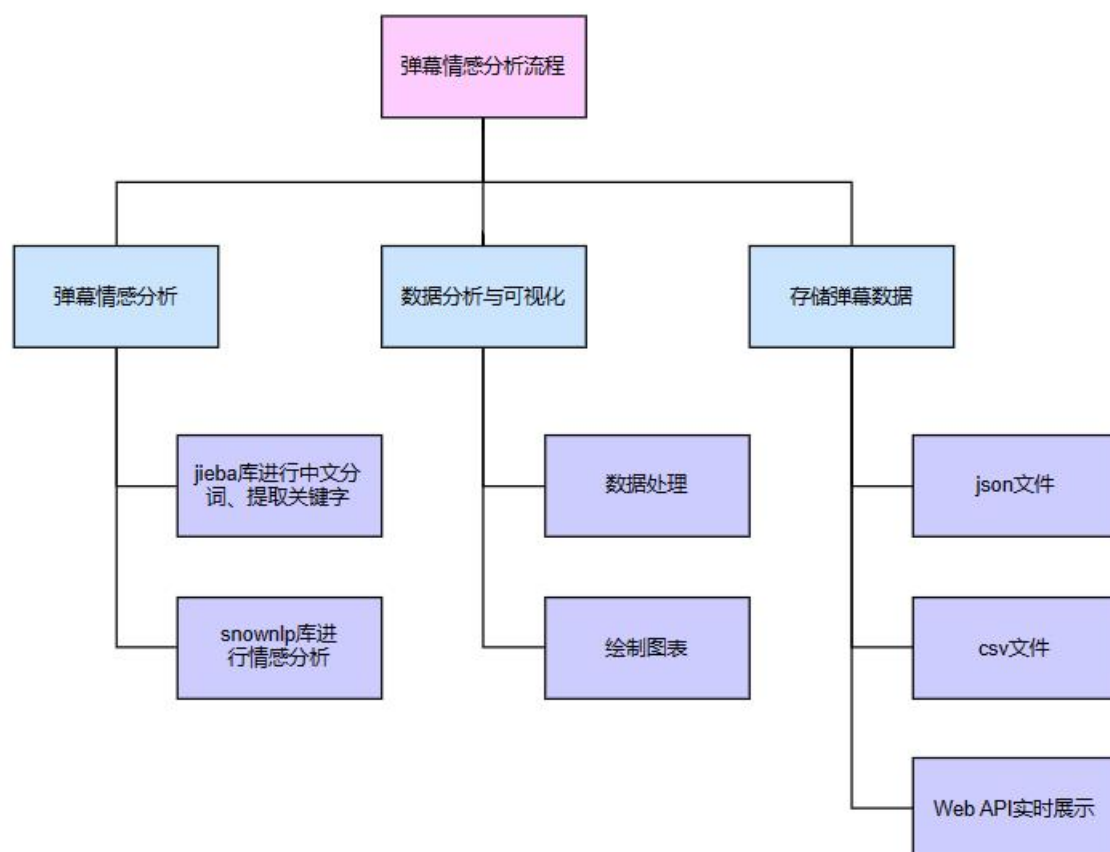 弹幕情感分析流程
弹幕情感分析
数据分析与可视化
存储弹幕数据
jieba库进行中文分
词、提取关键字
数据处理
json文件
snownlp库进
行情感分析
绘制图表
csv文件
Web API实时展示